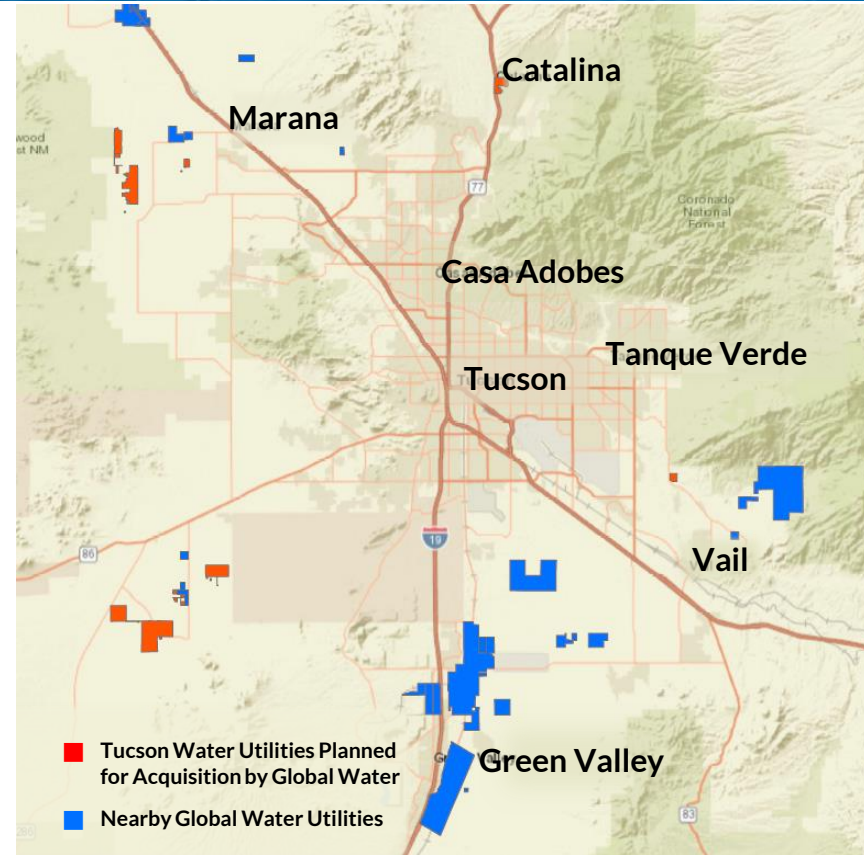 Catalina
Marana
wood
st NM
77
Coronado
National
Forest
Casa Adobes
Tanque Verde
Tucson
19
86
Vail
Green Valley
Tucson Water Utilities Planned
for Acquisition by Global Water
Nearby Global Water Utilities
83